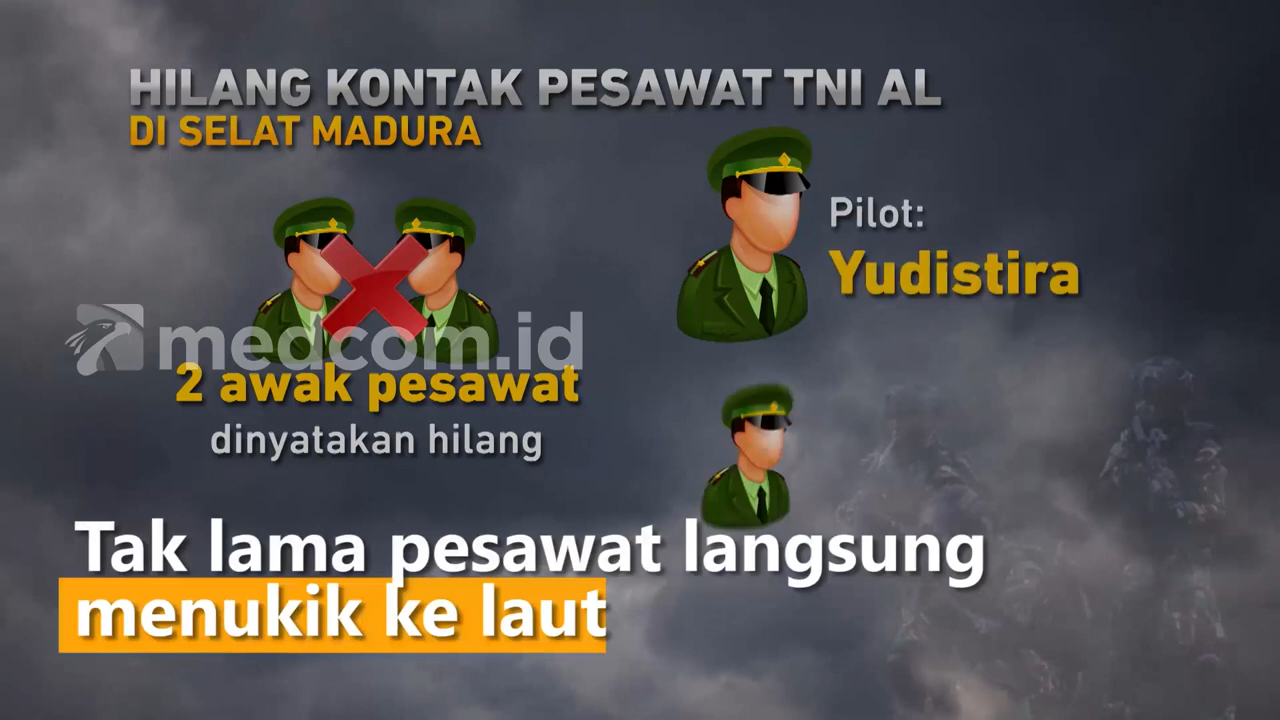 HILANG KONTAK PESAWAT TNI AL
DI SELAT MADURA
Pilot:
Yudistira
medcom.id
2 awak pesawat
dinyatakan hilang
Tak lama pesawat langsung
menukik ke laut